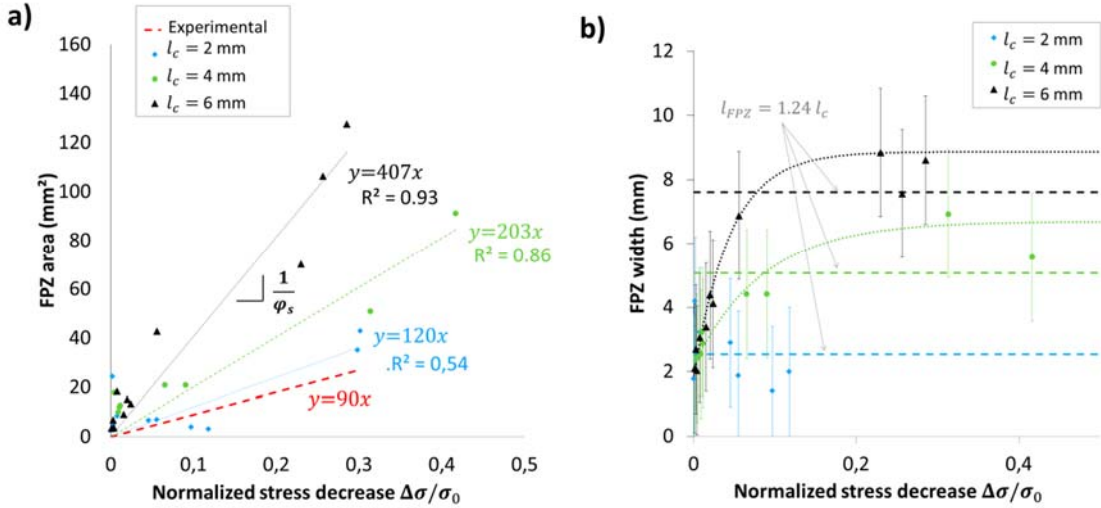 a)
Experimental
l_c = 2 mm
l_c = 4 mm
l_c = 6 mm
FPZ area (mm²)
160
140
120
100
80
60
40
20
0
y=407x
R² = 0.93
y=203x
R² = 0.86
1
φ_s
y=120x
.R² = 0,54
y=90x
0
0,1
0,2
0,3
0,4
0,5
Normalized stress decrease Δσ/σ₀
b)
l_c = 2 mm
l_c = 4 mm
l_c = 6 mm
l_FPZ = 1.24 l_c
FPZ width (mm)
12
10
8
6
4
2
0
0
0,2
0,4
Normalized stress decrease Δσ/σ₀